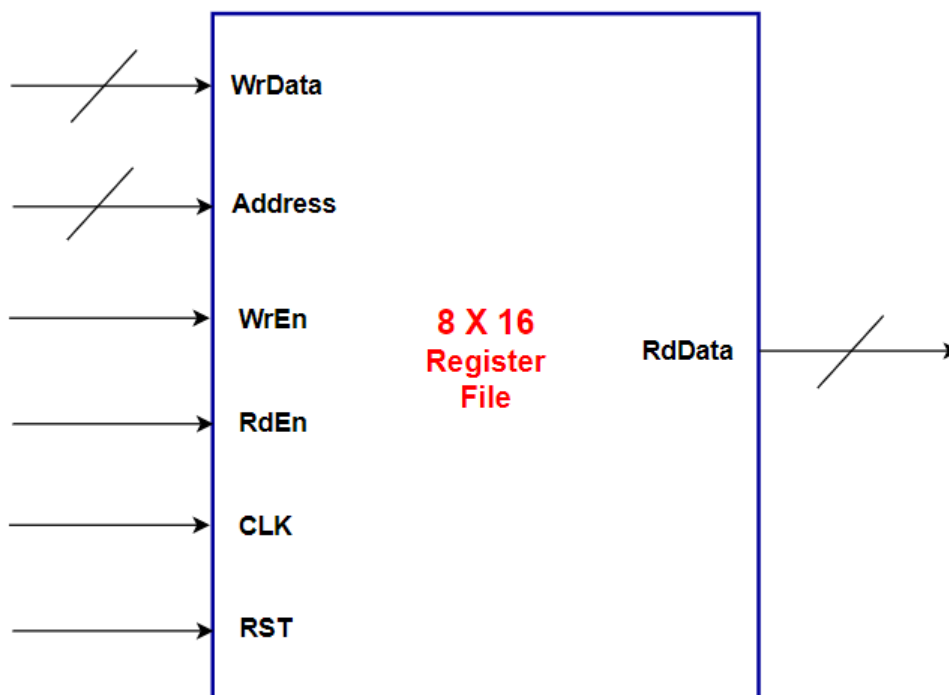 WrData
Address
WrEn
RdEn
CLK
RST
8 X 16
Register
File
RdData